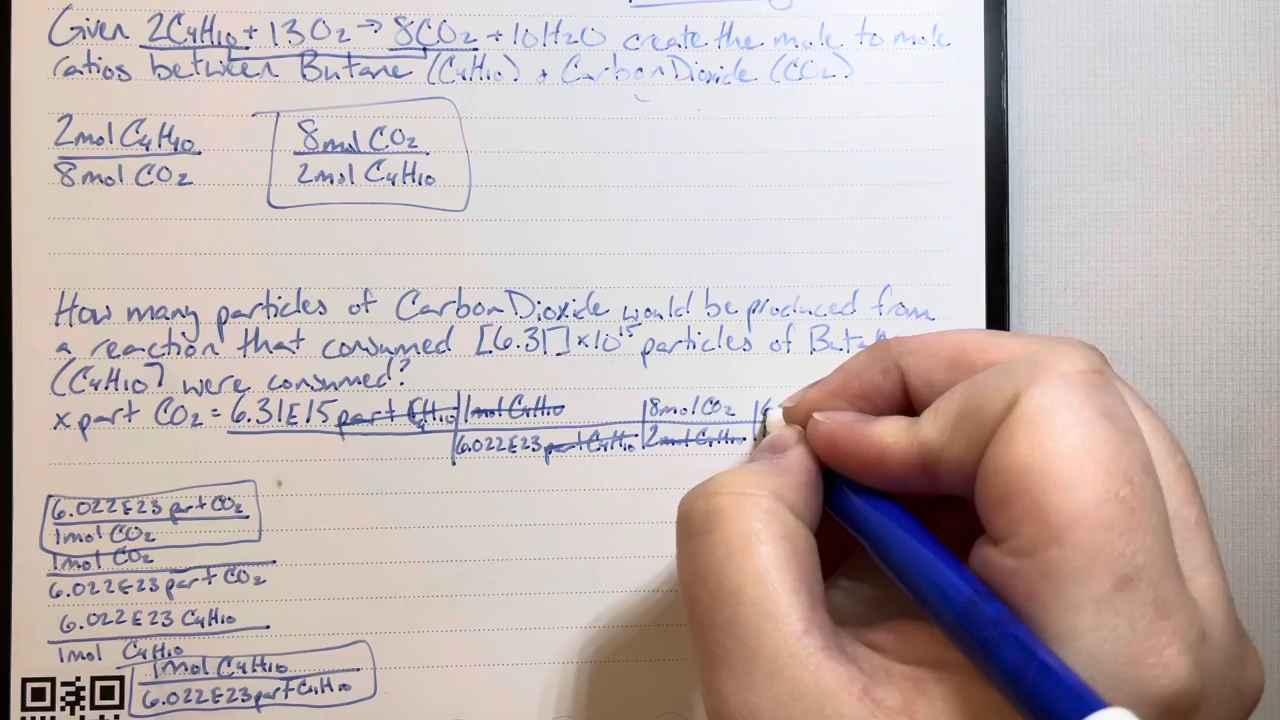 Given 2C4H10 + 13O2 → 8CO2 + 10H2O create the mole to mole
ratios between Butane (C4H10) + Carbon Dioxide (CO2)
2mol C4H10
8mol CO2
8mol CO2
2mol C4H10
How many particles of Carbon Dioxide would be produced from
a reaction that consumed [6.31]×10^15 particles of
(C4H10) were consumed?
x part CO2 = 6.31E15 part C4H10 | 1mol C4H10 | 8mol CO2
6.022E23 part C4H10 | 2mol C4H10
6.022E23 part CO2
1mol CO2
1mol CO2
6.022E23 part CO2
6.022E23 C4H10
1mol C4H10
1mol C4H10
6.022E23 part C4H10